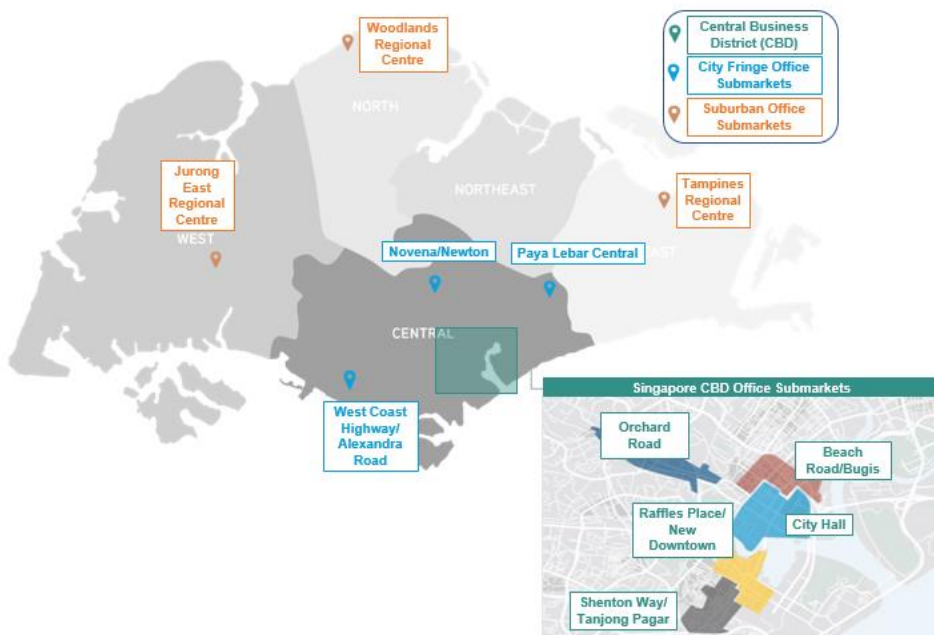 Woodlands
Regional
Centre
Central Business
District (CBD)
City Fringe Office
Submarkets
Suburban Office
Submarkets
NORTH
Jurong
East
Regional
Centre
WEST
NORTHEAST
Tampines
Regional
Centre
Novena/Newton
Paya Lebar Central
CENTRAL
West Coast
Highway/
Alexandra
Road
Singapore CBD Office Submarkets
Orchard
Road
Beach
Road/Bugis
Raffles Place/
New
Downtown
City Hall
Shenton Way/
Tanjong Pagar